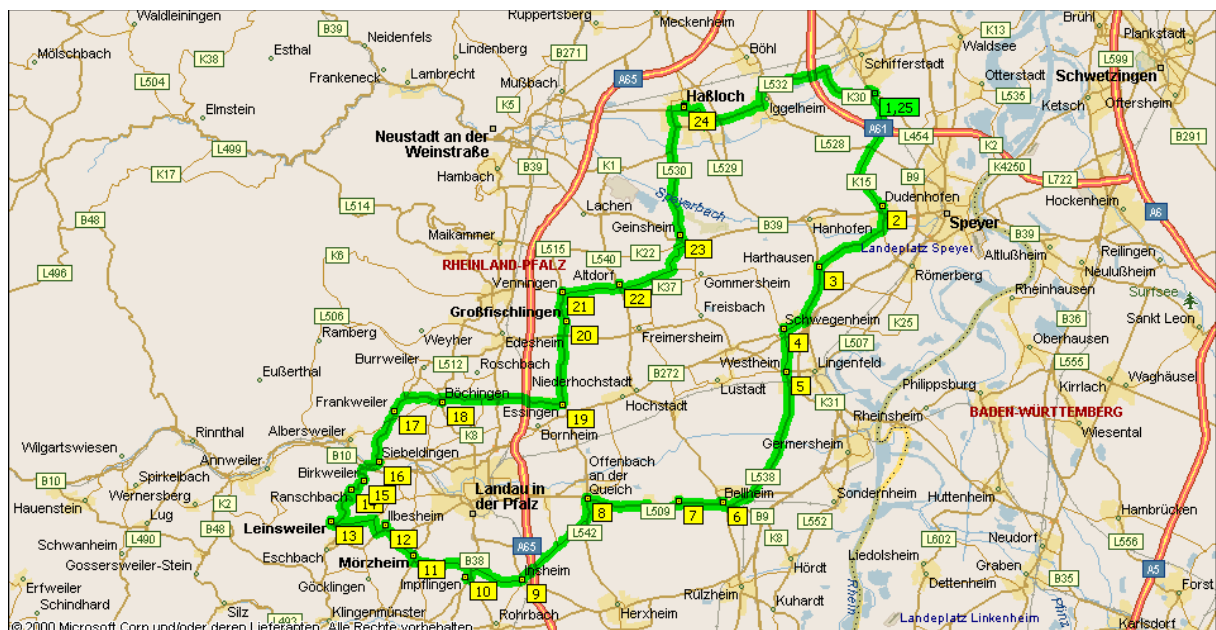 Waldleiningen
B39
Neidenfels
Ruppertsberg
Meckenheim
K13
Brühl
Plankstadt
Mölschbach
K38
Esthal
Lindenberg
B271
Böhl
Waldsee
L599
Frankeneck
Lambrecht
A65
Schifferstadt
Schwetzingen
L504
Mußbach
L532
Otterstadt
Elmstein
K5
Haßloch
Iggelheim
K30
1,25
L535
Ketsch
Oftersheim
24
A61
Neustadt an der
Weinstraße
L454
B291
L499
L528
K2
K17
Hambach
B39
K1
L530
L529
K15
B9
K4250
L722
L514
Lachen
Speyerbach
Dudenhofen
Hockenheim
B48
Geinsheim
B39
Hanhofen
2
Speyer
A6
Maikammer
23
B39
Reilingen
K6
L515
L540
K22
Harthausen
Landeplatz Speyer
Altlußheim
L496
RHEINLAND-PFALZ
Altdorf
3
Römerberg
Neulußheim
Venningen
22
K37
Gommersheim
Rheinhausen
Surfsee
21
Freisbach
L506
Großfischlingen
Schwegenheim
K25
B36
Sankt Leon
Ramberg
Weyher
Edesheim
20
Freimersheim
4
L507
Oberhausen
Burrweiler
Roschbach
Westheim
Lingenfeld
L555
Eußerthal
L512
Niederhochstadt
B272
5
Philippsburg
Kirrlach
Waghäusel
Böchingen
Lustadt
Frankweiler
18
Essingen
Hochstadt
K31
Rheinsheim
BADEN-WÜRTTEMBERG
17
19
Albersweiler
K8
Bornheim
Germersheim
Wiesental
Wilgartswiesen
Rinnthal
B10
Siebeldingen
Annweiler
Offenbach
an der
Queich
B10
Spirkelbach
Birkweiler
16
L538
Wernersberg
K2
Ranschbach
15
Landau in
der Pfalz
Bellheim
Sondernheim
Huttenheim
Hauenstein
14
8
L509
7
6
Hambrücken
Lug
B48
Leinsweiler
Ilbesheim
B9
L552
L490
13
12
L542
L602
Neudorf
L556
Schwanheim
Eschbach
Mörzheim
A65
K8
Liedolsheim
Gossersweiler-Stein
11
B38
Insheim
Hördt
Graben
A5
Erfweiler
Göcklingen
Impflingen
10
9
Rülzheim
Dettenheim
B35
Forst
Schindhard
Silz
L493
Klingenmünster
Rohrbach
Herxheim
Kuhardt
Rhein
Landeplatz Linkenheim
Pfinz
Karlsdorf
© 2000 Microsoft Corp und/oder deren Lieferanten. Alle Rechte vorbehalten.